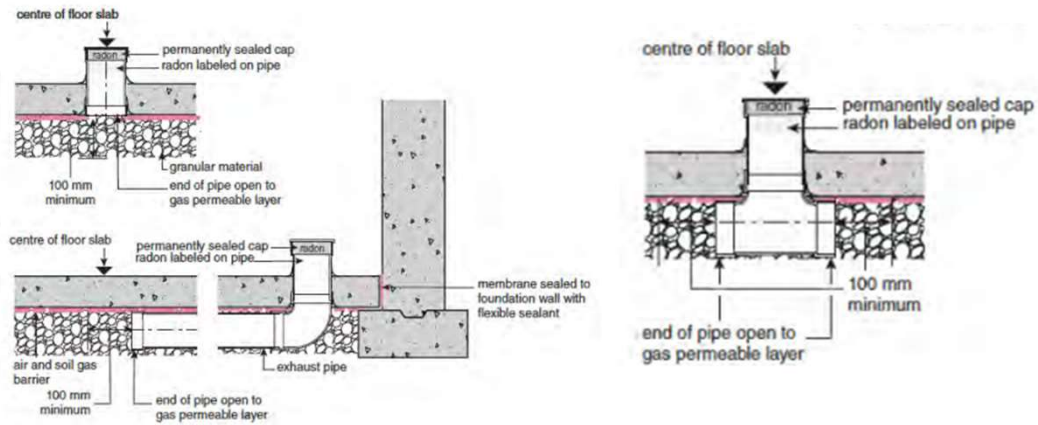 centre of floor slab
radon
permanently sealed cap
radon labeled on pipe
granular material
100 mm
minimum
end of pipe open to
gas permeable layer
centre of floor slab
permanently sealed cap
radon labeled on pipe
radon
membrane sealed to
foundation wall with
flexible sealant
air and soil gas
barrier
exhaust pipe
100 mm
minimum
end of pipe open to
gas permeable layer
centre of floor slab
radon
permanently sealed cap
radon labeled on pipe
100 mm
minimum
end of pipe open to
gas permeable layer